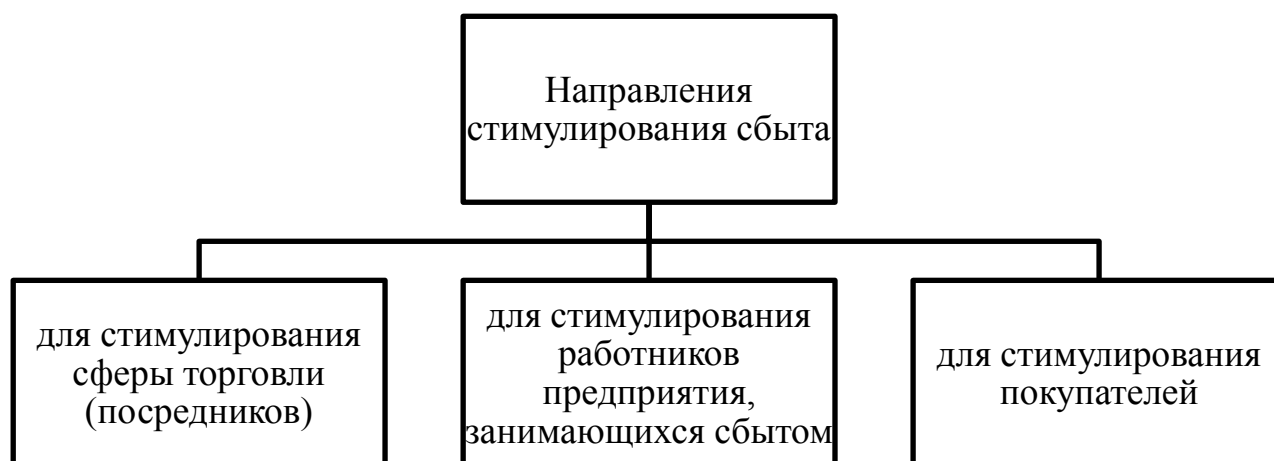 Направления
стимулирования сбыта
для стимулирования
сферы торговли
(посредников)
для стимулирования
работников
предприятия,
занимающихся сбытом
для стимулирования
покупателей